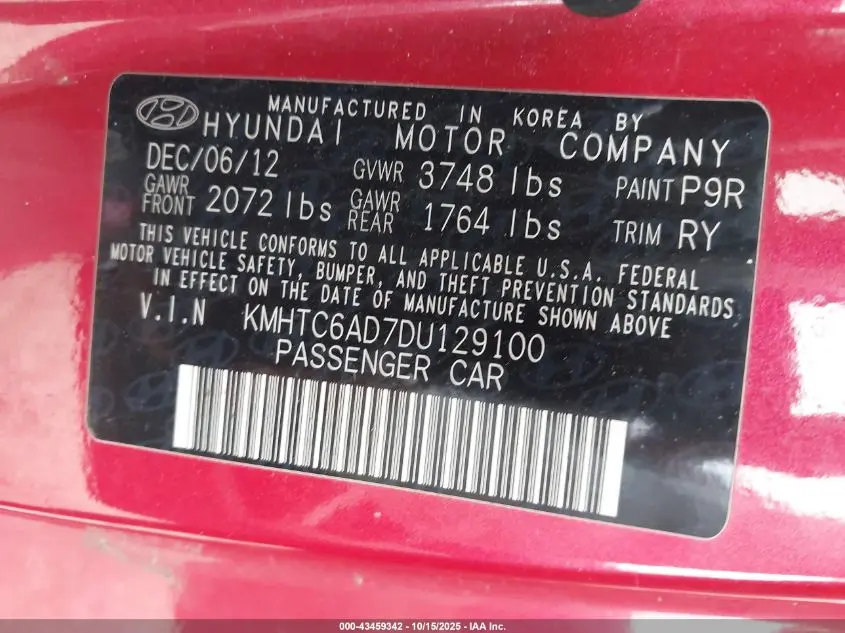 MANUFACTURED IN KOREA BY
HYUNDAI MOTOR COMPANY
DEC/06/12 GVWR 3748 lbs PAINT P9R
GAWR FRONT 2072 lbs GAWR REAR 1764 lbs TRIM RY
THIS VEHICLE CONFORMS TO ALL APPLICABLE U.S.A. FEDERAL
MOTOR VEHICLE SAFETY, BUMPER, AND THEFT PREVENTION STANDARDS
IN EFFECT ON THE DATE OF MANUFACTURE SHOWN ABOVE
V.I.N KMHTC6AD7DU129100
PASSENGER CAR
000-43459342 - 10/15/2025 - IAA Inc.